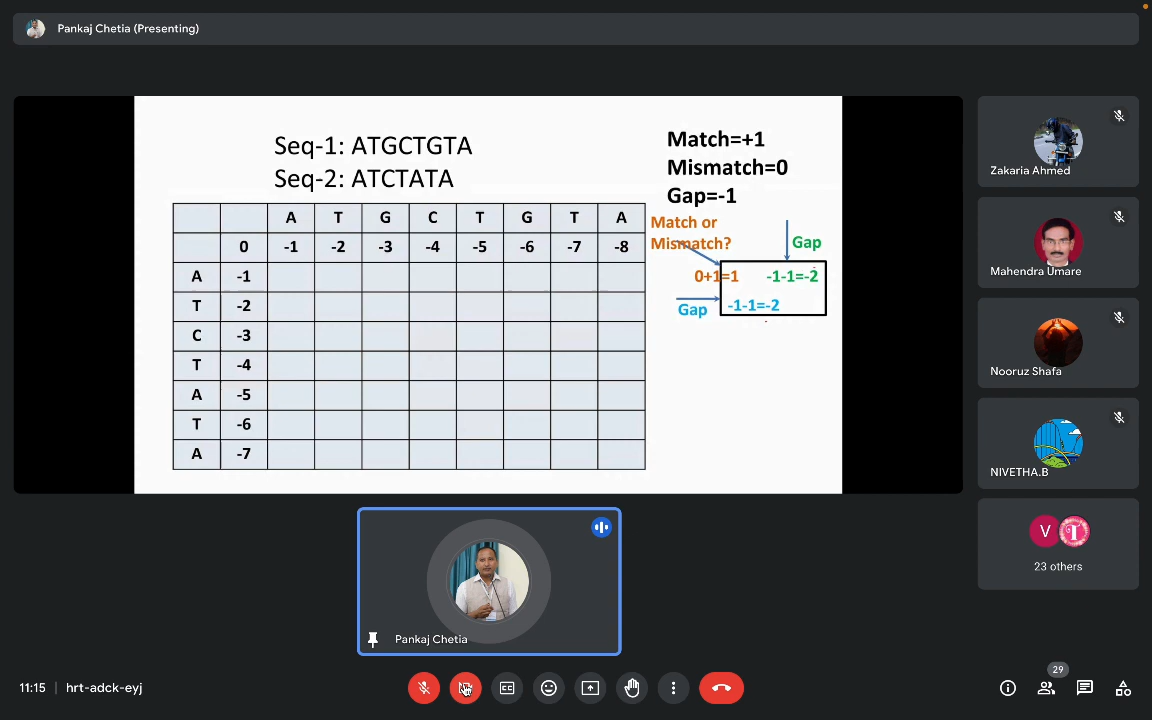 Pankaj Chetia (Presenting)
Seq-1: ATGCTGTA
Seq-2: ATCTATA
Match=+1
Mismatch=0
Gap=-1
Match or
Mismatch?
Gap
0+1=1 -1-1=-2
Gap -1-1=-2
A T G C T G T A
0 -1 -2 -3 -4 -5 -6 -7 -8
A -1
T -2
C -3
T -4
A -5
T -6
A -7
Zakaria Ahmed
Mahendra Umare
Nooruz Shafa
NIVETHA.B
V T
23 others
Pankaj Chetia
11:15 | hrt-adck-eyj
CC
29